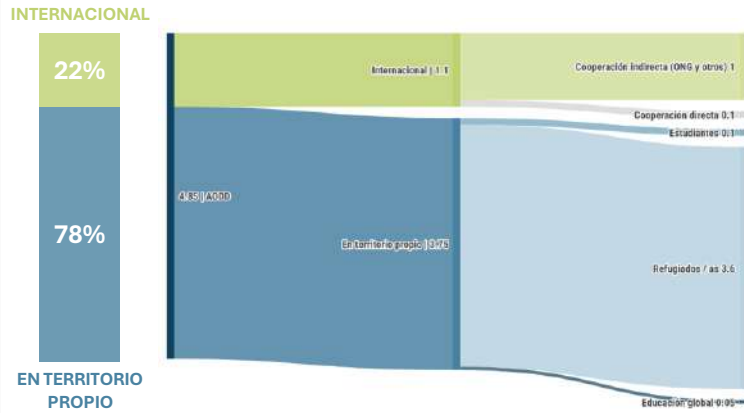 INTERNACIONAL
22%
78%
EN TERRITORIO
PROPIO
4.85 | AOOD
Internacional | 1.1
En territorio propio | 3.75
Cooperación indirecta (ONG y otros) 1
Cooperación directa 0.1
Estudiantes 0.1
Refugiados / as 3.6
Educación global 0.05